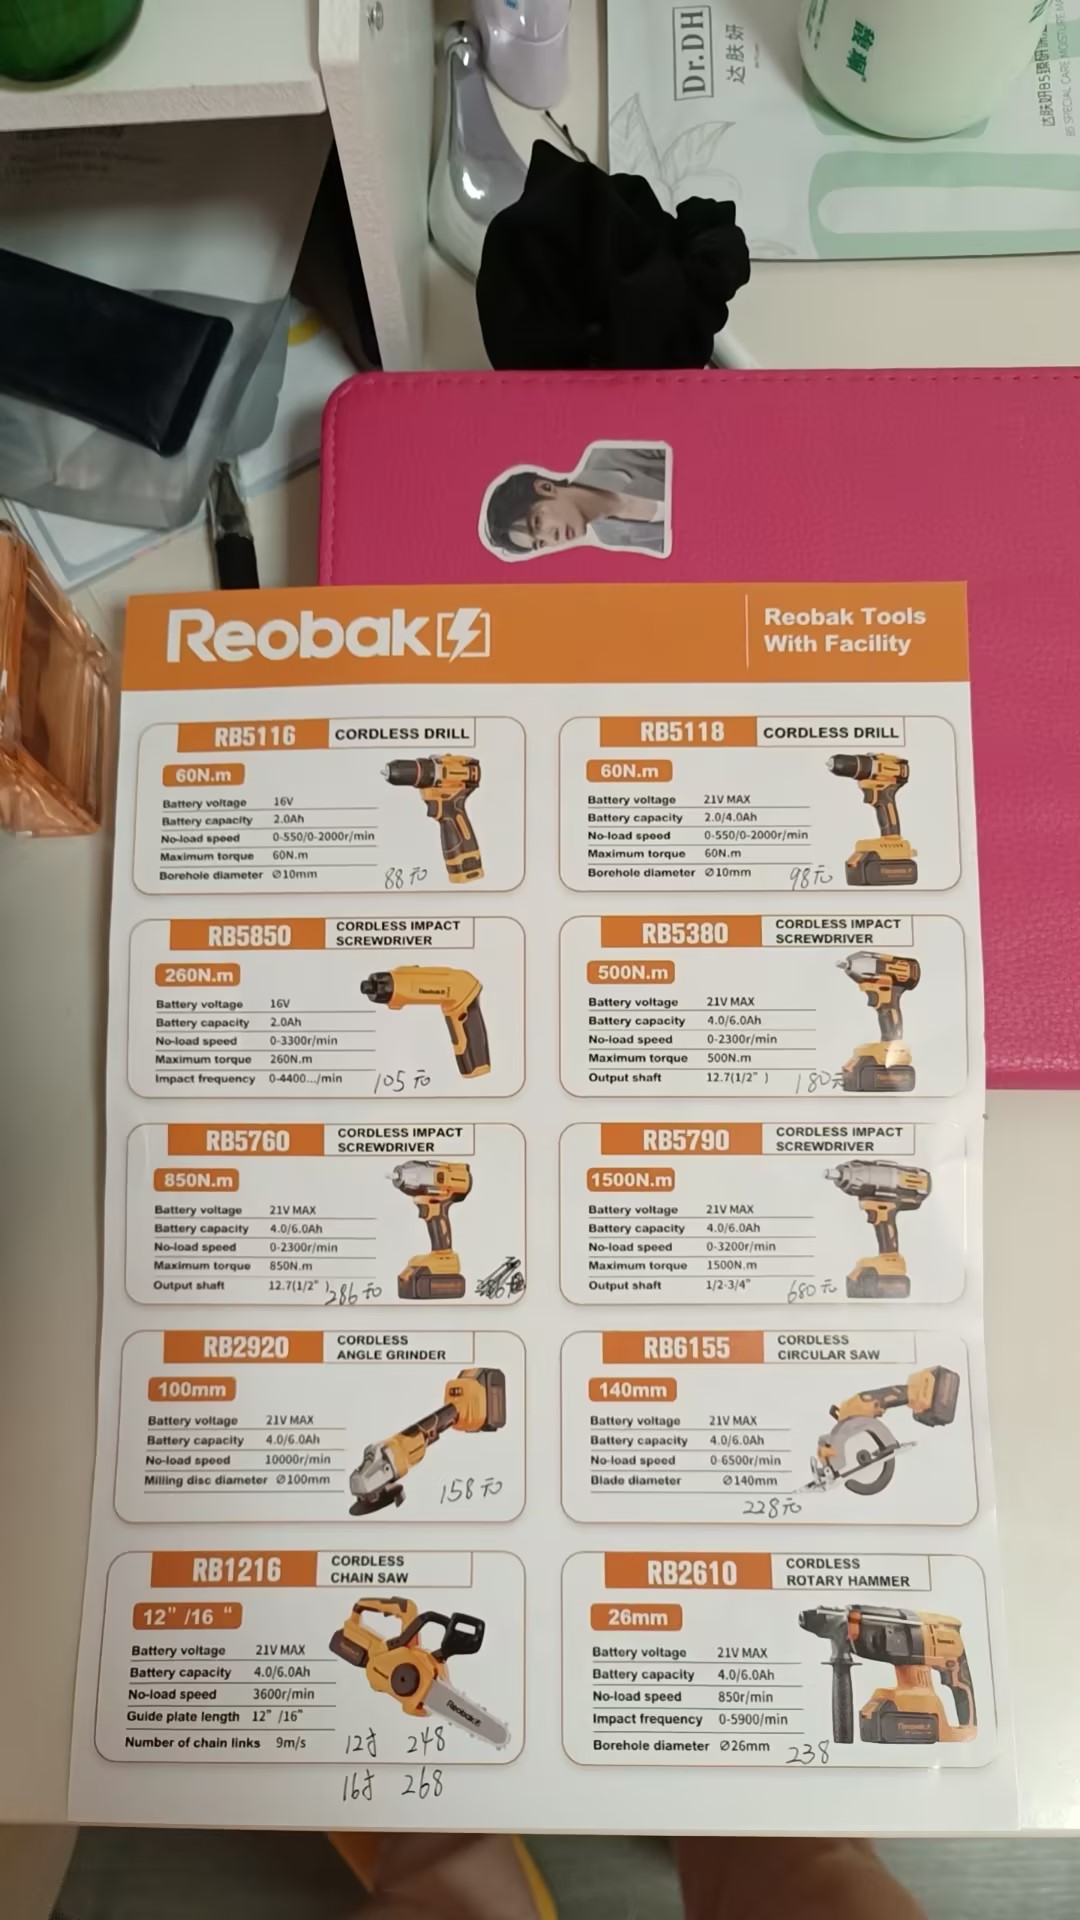 Dr.DH
达肤妍
Reobak
Reobak Tools
With Facility
RB5116 CORDLESS DRILL
60N.m
Battery voltage 16V
Battery capacity 2.0Ah
No-load speed 0-550/0-2000r/min
Maximum torque 60N.m
Borehole diameter ∅10mm
88元
RB5118 CORDLESS DRILL
60N.m
Battery voltage 21V MAX
Battery capacity 2.0/4.0Ah
No-load speed 0-550/0-2000r/min
Maximum torque 60N.m
Borehole diameter ∅10mm
98元
RB5850 CORDLESS IMPACT
SCREWDRIVER
260N.m
Battery voltage 16V
Battery capacity 2.0Ah
No-load speed 0-3300r/min
Maximum torque 260N.m
Impact frequency 0-4400.../min
105元
Reobak
RB5380 CORDLESS IMPACT
SCREWDRIVER
500N.m
Battery voltage 21V MAX
Battery capacity 4.0/6.0Ah
No-load speed 0-2300r/min
Maximum torque 500N.m
Output shaft 12.7(1/2" )
180元
RB5760 CORDLESS IMPACT
SCREWDRIVER
850N.m
Battery voltage 21V MAX
Battery capacity 4.0/6.0Ah
No-load speed 0-2300r/min
Maximum torque 850N.m
Output shaft 12.7(1/2"
286元
RB5790 CORDLESS IMPACT
SCREWDRIVER
1500N.m
Battery voltage 21V MAX
Battery capacity 4.0/6.0Ah
No-load speed 0-3200r/min
Maximum torque 1500N.m
Output shaft 1/2-3/4"
680元
RB2920 CORDLESS
ANGLE GRINDER
100mm
Battery voltage 21V MAX
Battery capacity 4.0/6.0Ah
No-load speed 10000r/min
Milling disc diameter ∅100mm
158元
RB6155 CORDLESS
CIRCULAR SAW
140mm
Battery voltage 21V MAX
Battery capacity 4.0/6.0Ah
No-load speed 0-6500r/min
Blade diameter ∅140mm
228元
RB1216 CORDLESS
CHAIN SAW
12" /16 "
Battery voltage 21V MAX
Battery capacity 4.0/6.0Ah
No-load speed 3600r/min
Guide plate length 12" /16"
Number of chain links 9m/s
Reobak
12寸 248
16寸 268
RB2610 CORDLESS
ROTARY HAMMER
26mm
Battery voltage 21V MAX
Battery capacity 4.0/6.0Ah
No-load speed 850r/min
Impact frequency 0-5900/min
Borehole diameter ∅26mm
238